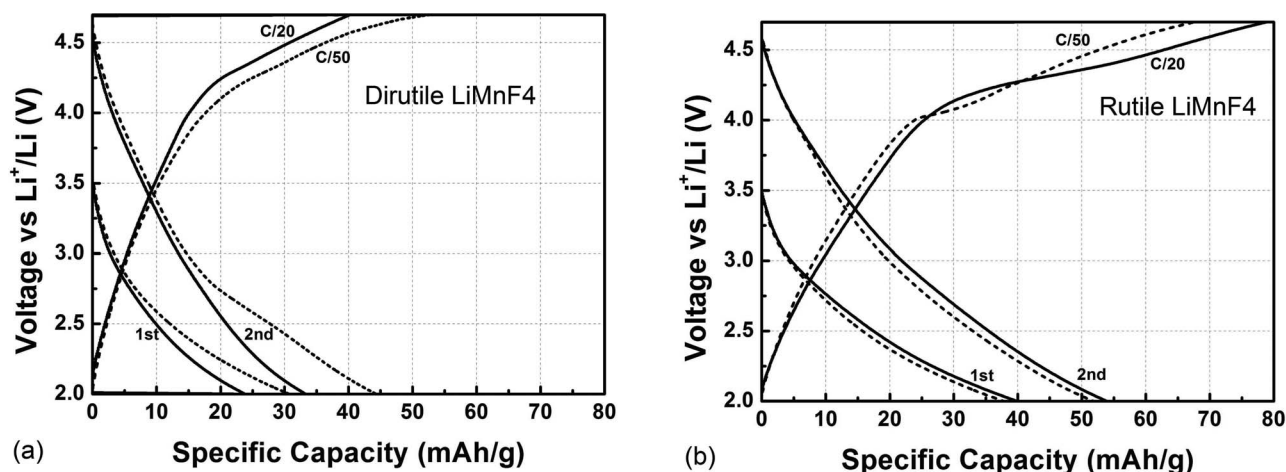 4.5
4.0
3.5
3.0
2.5
2.0
Voltage vs Li⁺/Li (V)
C/20
C/50
Dirutile LiMnF4
1st
2nd
0 10 20 30 40 50 60 70 80
Specific Capacity (mAh/g)
(a)
4.5
4.0
3.5
3.0
2.5
2.0
Voltage vs Li⁺/Li (V)
C/50
C/20
Rutile LiMnF4
1st
2nd
0 10 20 30 40 50 60 70 80
Specific Capacity (mAh/g)
(b)